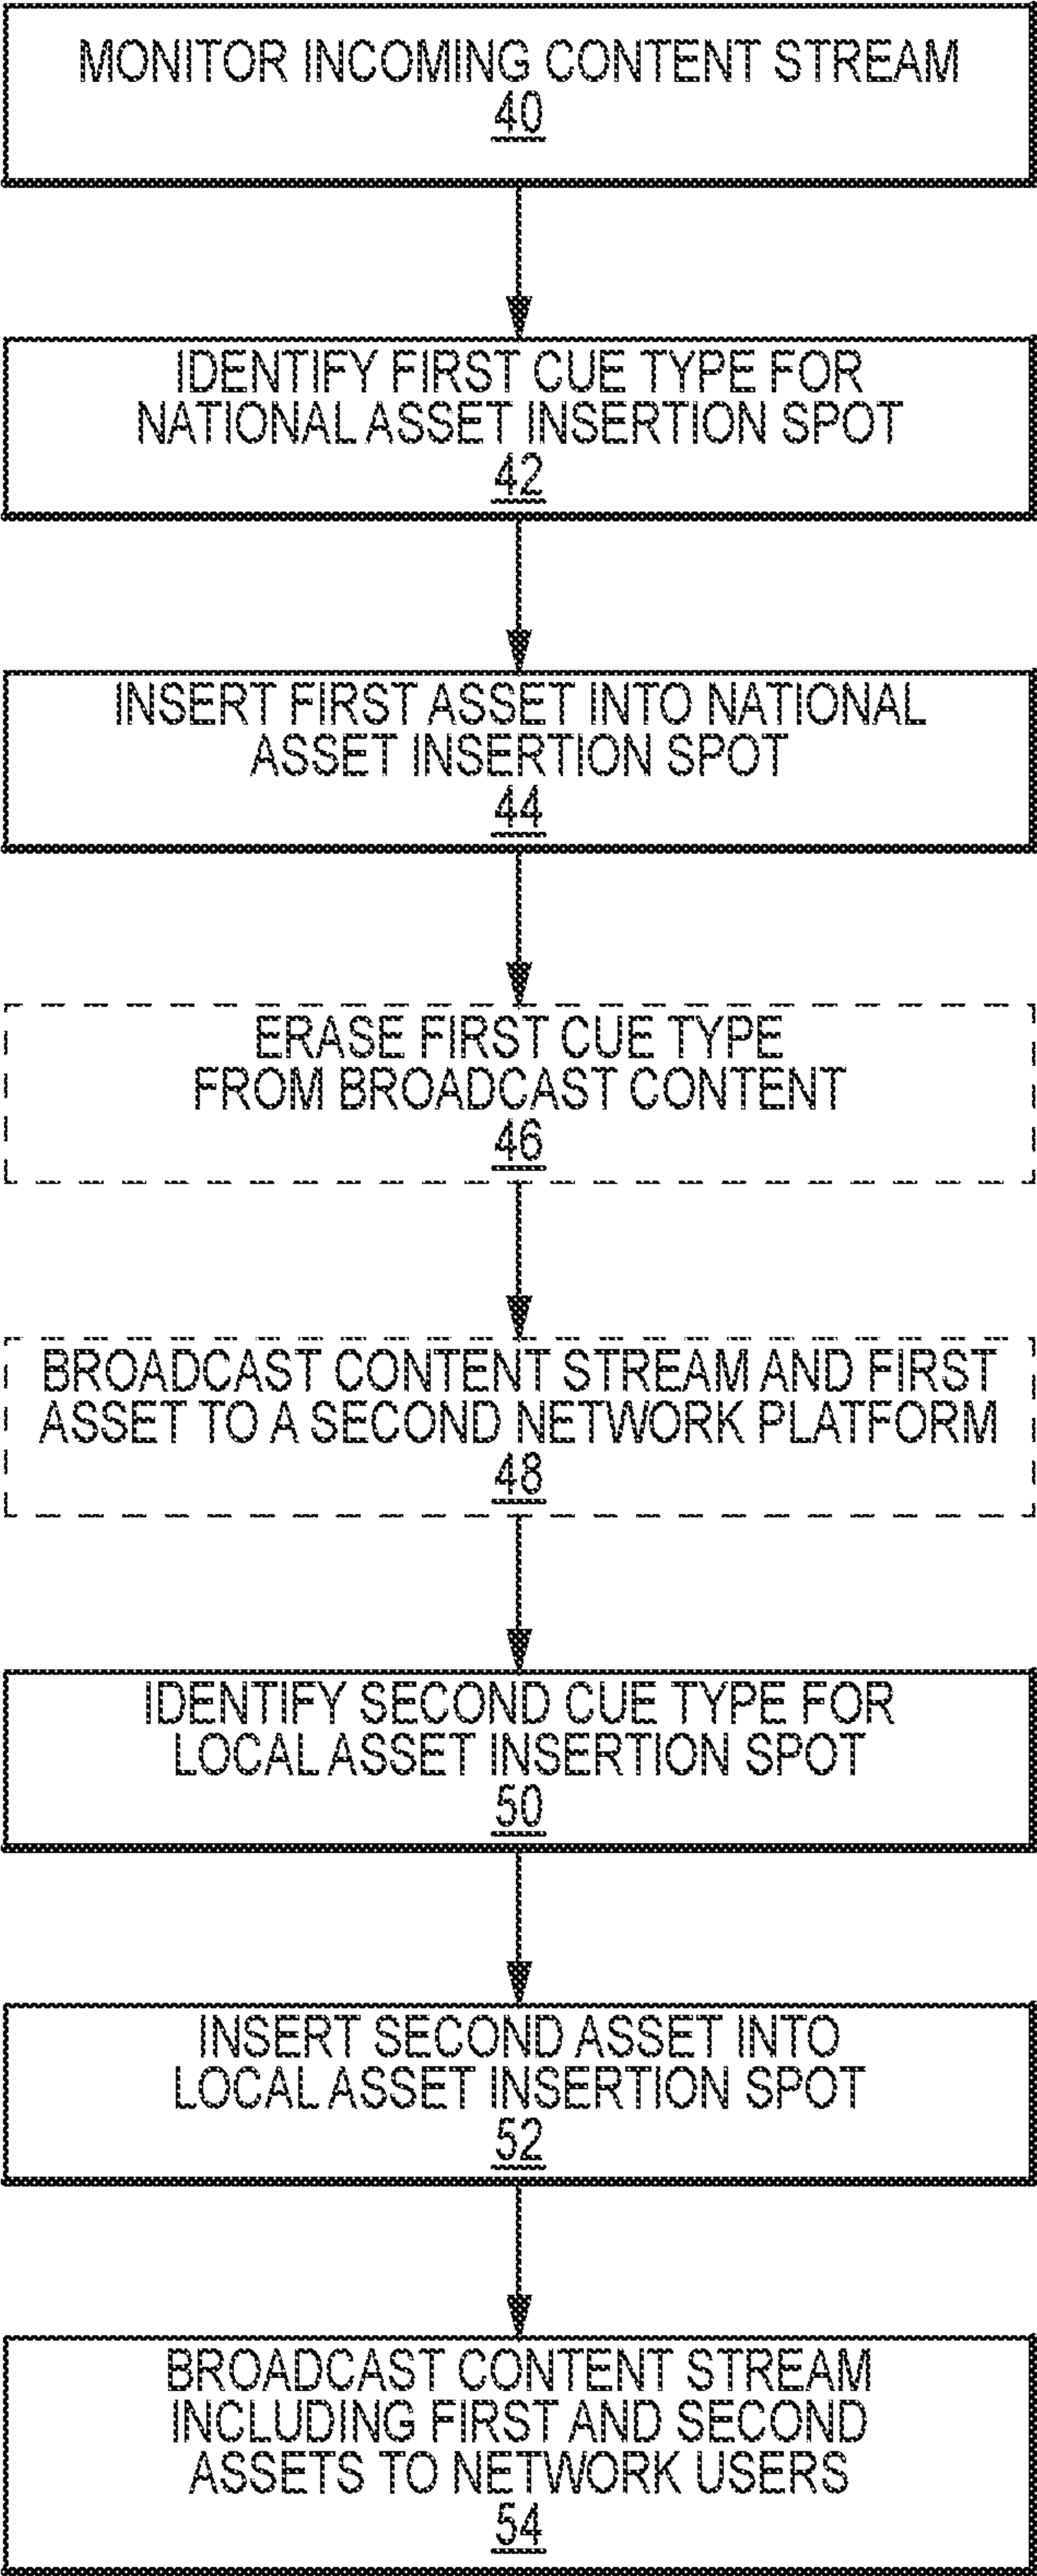 MONITOR INCOMING CONTENT STREAM
40
IDENTIFY FIRST CUE TYPE FOR
NATIONAL ASSET INSERTION SPOT
42
INSERT FIRST ASSET INTO NATIONAL
ASSET INSERTION SPOT
44
ERASE FIRST CUE TYPE
FROM BROADCAST CONTENT
46
BROADCAST CONTENT STREAM AND FIRST
ASSET TO A SECOND NETWORK PLATFORM
48
IDENTIFY SECOND CUE TYPE FOR
LOCAL ASSET INSERTION SPOT
50
INSERT SECOND ASSET INTO
LOCAL ASSET INSERTION SPOT
52
BROADCAST CONTENT STREAM
INCLUDING FIRST AND SECOND
ASSETS TO NETWORK USERS
54